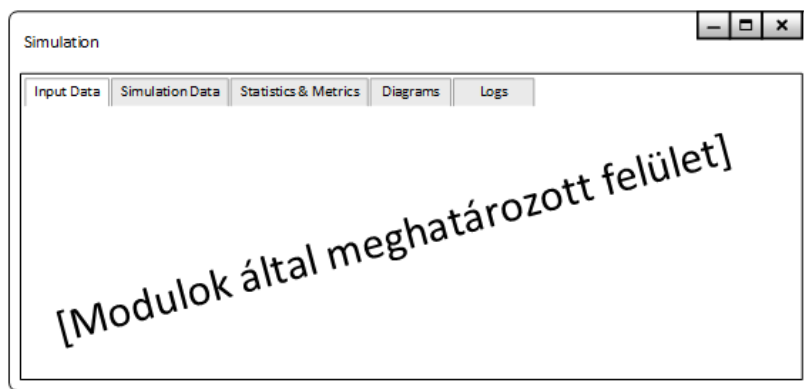 Simulation
Input Data Simulation Data Statistics & Metrics Diagrams Logs
[Modulok által meghatározott felület]